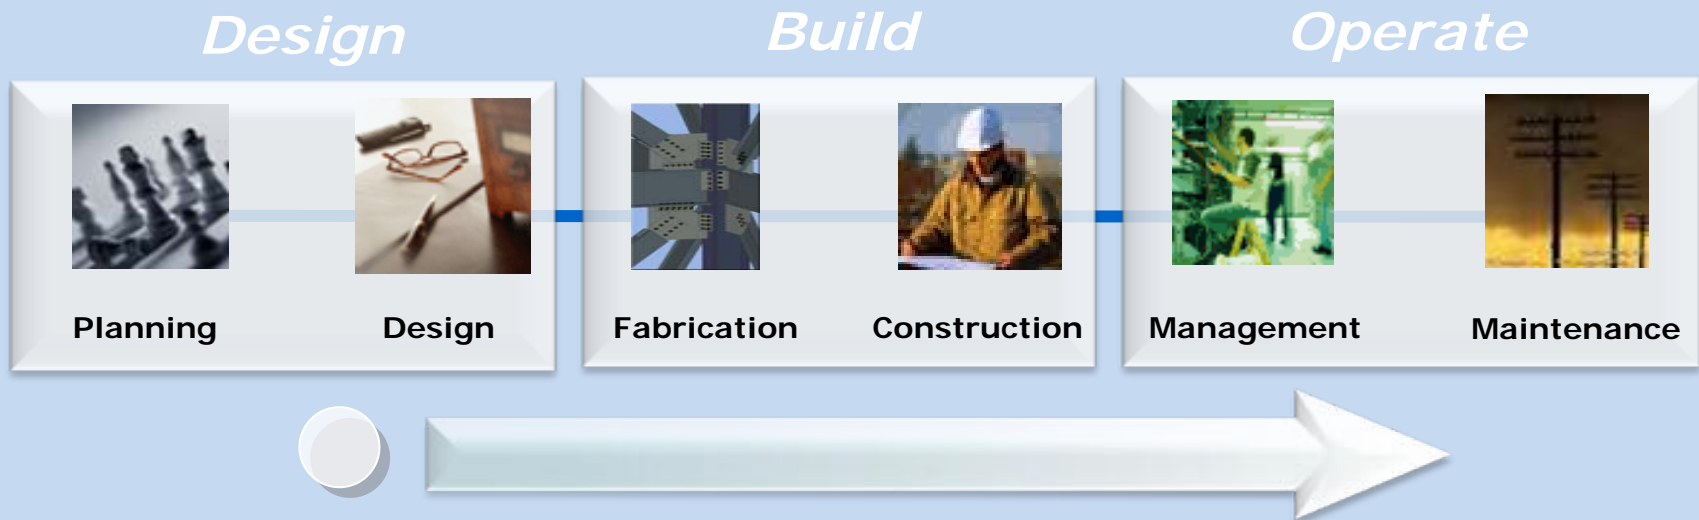 Design Build Operate
Planning Design Fabrication Construction Management Maintenance